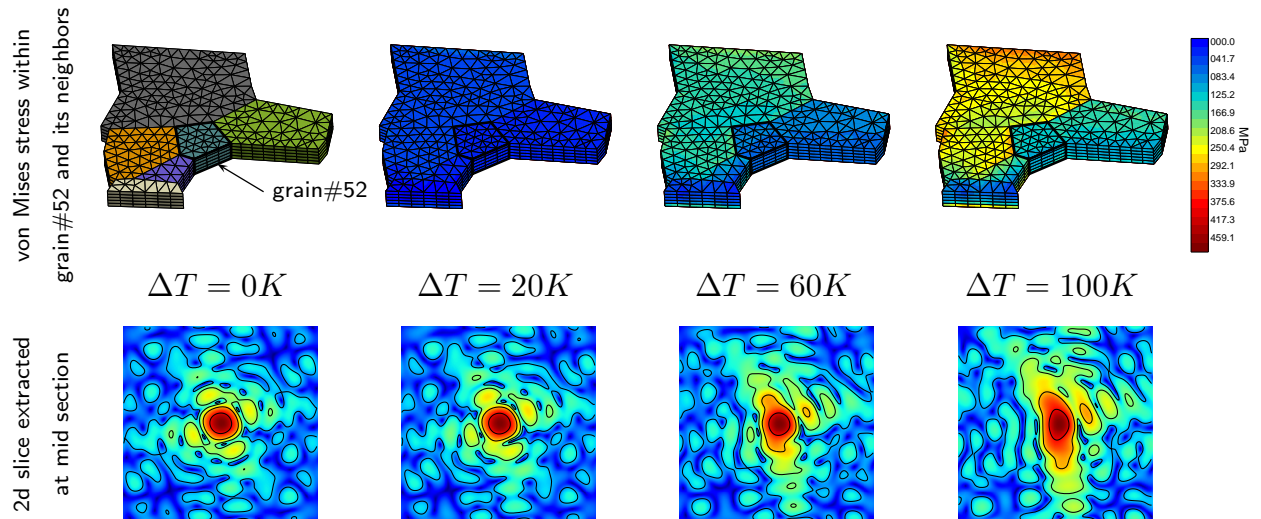 von Mises stress within
grain#52 and its neighbors
grain#52
000.0
041.7
083.4
125.2
166.9
208.6
250.4
292.1
333.9
375.6
417.3
459.1
MPa
ΔT = 0K
ΔT = 20K
ΔT = 60K
ΔT = 100K
2d slice extracted
at mid section